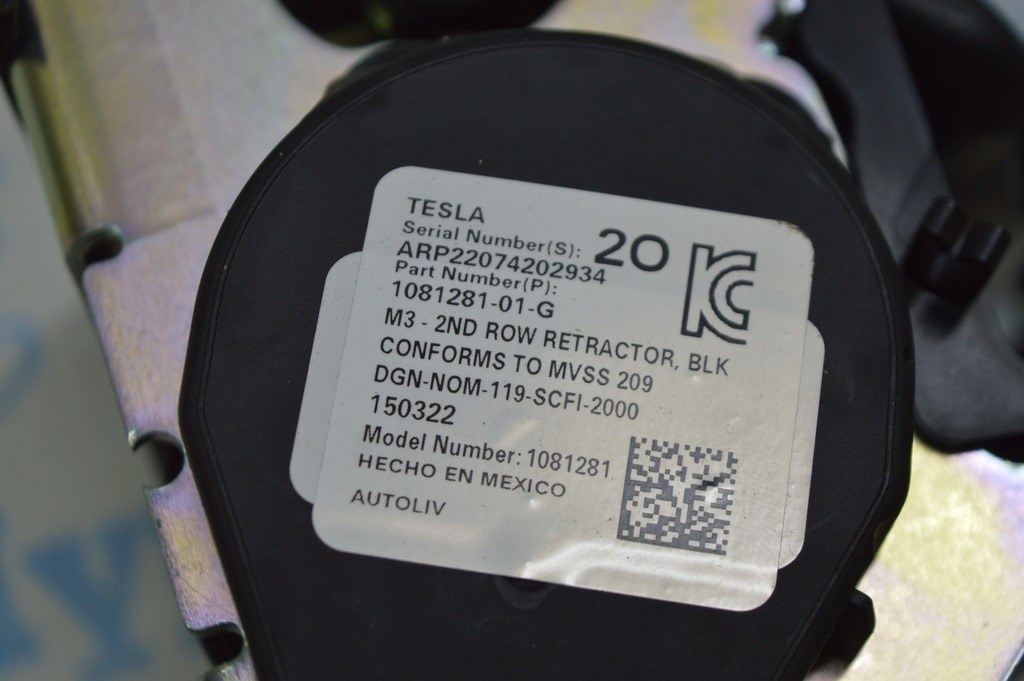 TESLA
Serial Number(S):
ARP22074202934
20
Part Number(P):
1081281-01-G
M3 - 2ND ROW RETRACTOR, BLK
CONFORMS TO MVSS 209
DGN-NOM-119-SCFI-2000
150322
Model Number: 1081281
HECHO EN MEXICO
AUTOLIV